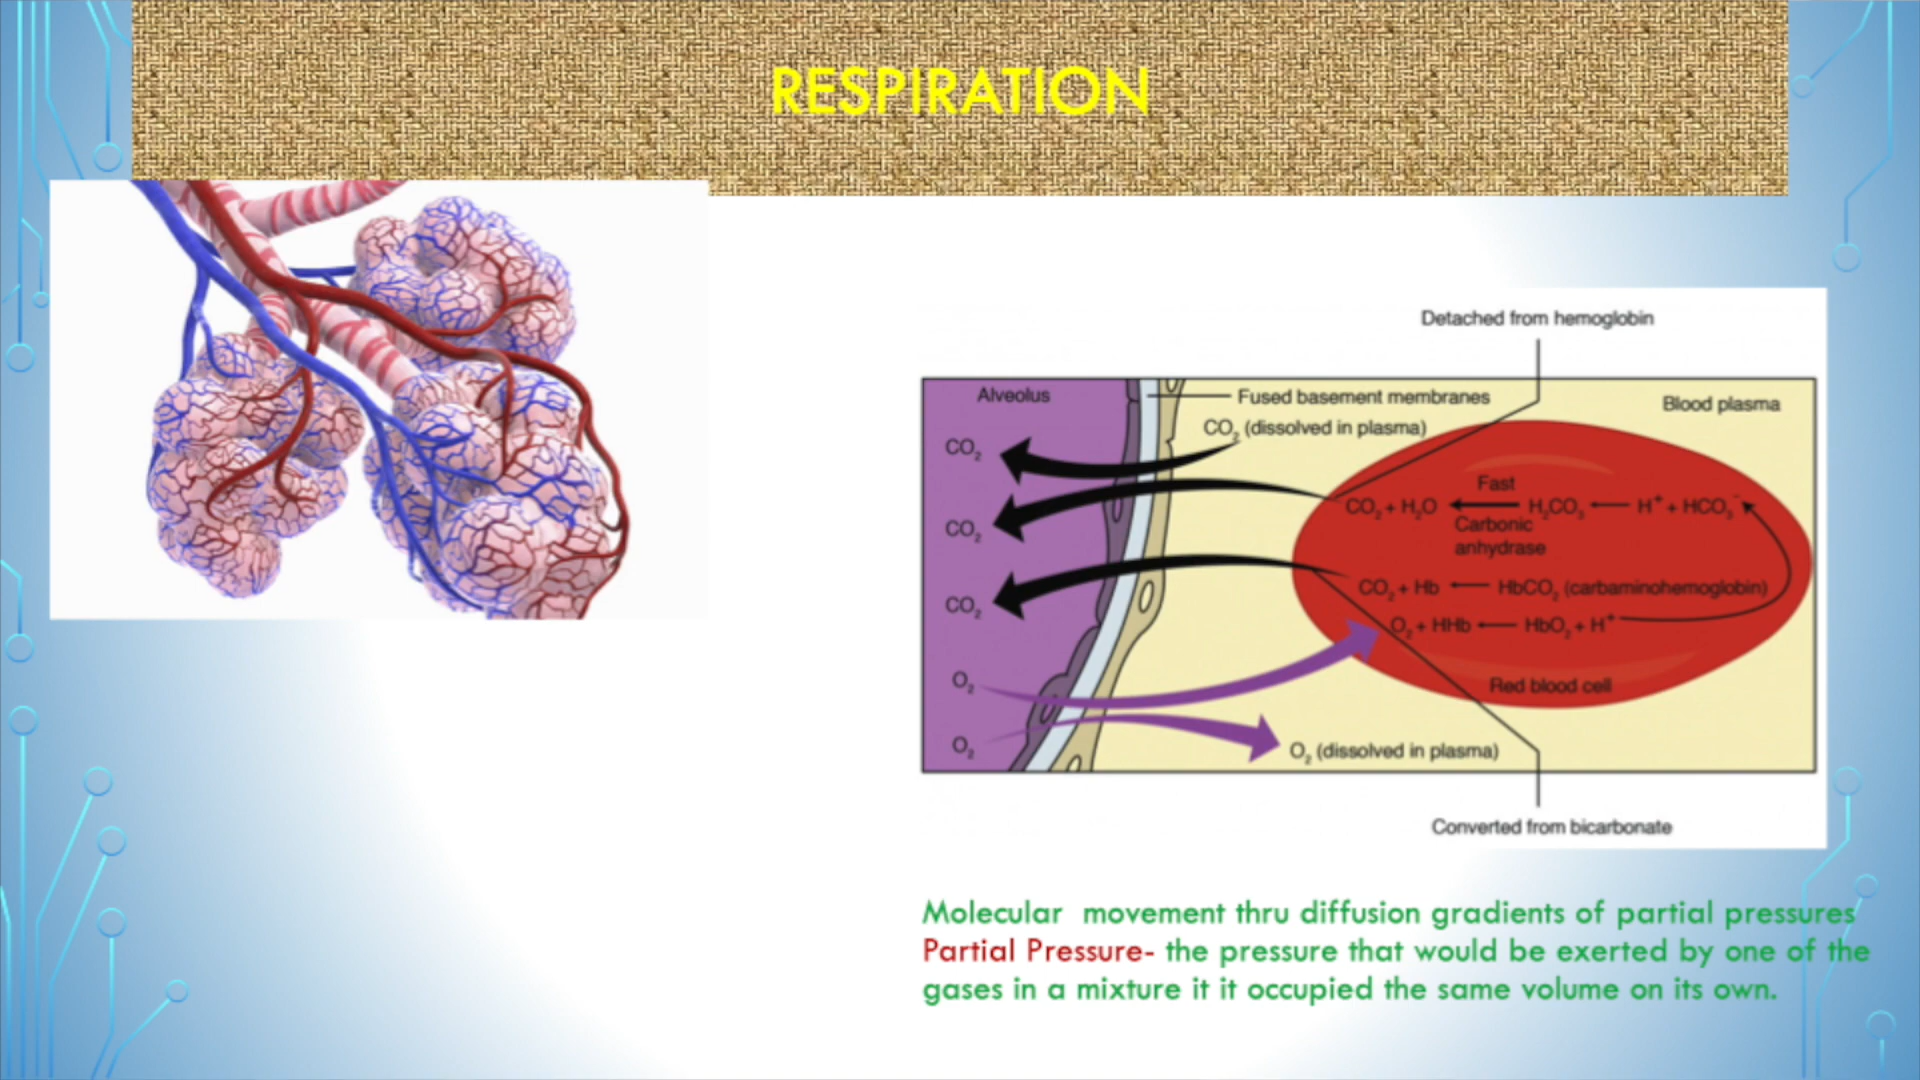 RESPIRATION
Detached from hemoglobin
Alveolus
Fused basement membranes
Blood plasma
CO₂ (dissolved in plasma)
CO₂
Fast
CO₂ + H₂O H₂CO₃ H⁺ + HCO₃⁻
Carbonic
anhydrase
CO₂
CO₂ + Hb HbCO₂ (carbaminohemoglobin)
CO₂
O₂ + HHb HbO₂ + H⁺
O₂
Red blood cell
O₂
O₂ (dissolved in plasma)
Converted from bicarbonate
Molecular movement thru diffusion gradients of partial pressures
Partial Pressure- the pressure that would be exerted by one of the
gases in a mixture it it occupied the same volume on its own.